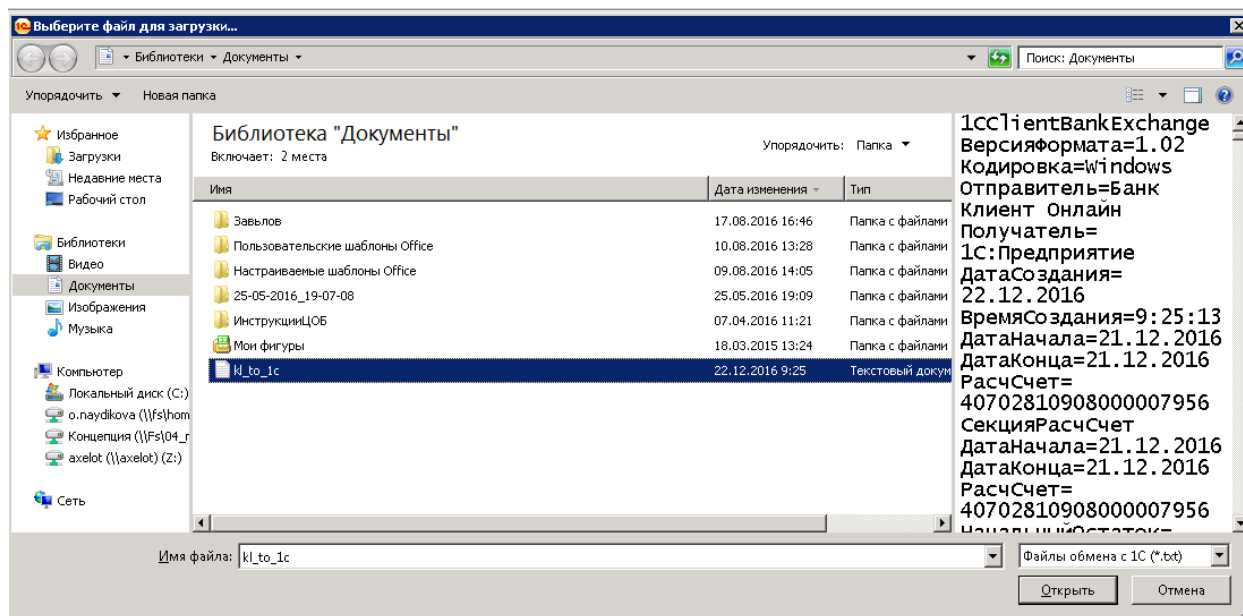 Выберите файл для загрузки...
Библиотеки Документы
Поиск: Документы
Упорядочить Новая папка
Избранное
Загрузки
Недавние места
Рабочий стол
Библиотеки
Видео
Документы
Изображения
Музыка
Компьютер
Локальный диск (C:)
o.naydikova (\\fs\hom
Концепция (\\Fs\04_г
axelot (\\axelot) (Z:)
Сеть
Библиотека "Документы"
Включает: 2 места
Упорядочить: Папка
Имя Дата изменения Тип
Завьлов 17.08.2016 16:46 Папка с файлами
Пользовательские шаблоны Office 10.08.2016 13:28 Папка с файлами
Настраиваемые шаблоны Office 09.08.2016 14:05 Папка с файлами
25-05-2016_19-07-08 25.05.2016 19:09 Папка с файлами
ИнструкцииЦОБ 07.04.2016 11:21 Папка с файлами
Мои фигуры 18.03.2015 13:24 Папка с файлами
kl_to_1c 22.12.2016 9:25 Текстовый докум
1CClientBankExchange
ВерсияФормата=1.02
Кодировка=Windows
Отправитель=Банк
Клиент Онлайн
Получатель=
1С:Предприятие
ДатаСоздания=
22.12.2016
ВремяСоздания=9:25:13
ДатаНачала=21.12.2016
ДатаКонца=21.12.2016
РасчСчет=
40702810908000007956
СекцияРасчСчет
ДатаНачала=21.12.2016
ДатаКонца=21.12.2016
РасчСчет=
40702810908000007956
НачальныйОстаток=
Имя файла: kl_to_1c
Файлы обмена с 1С (*.txt)
Открыть Отмена